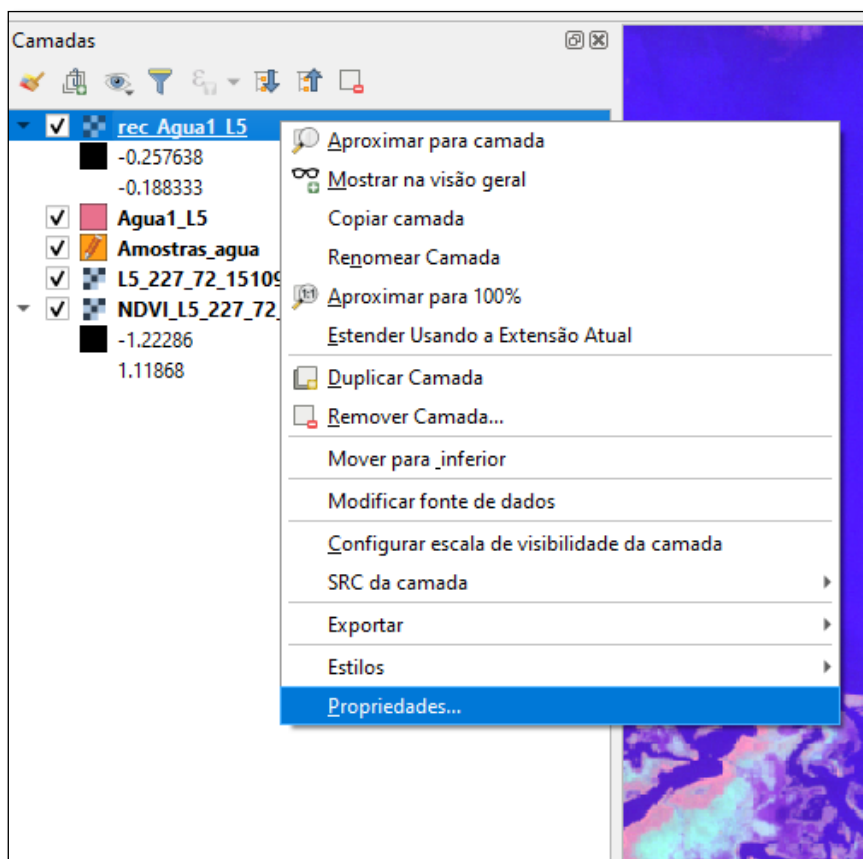 Camadas
rec_Agua1_L5
-0.257638
-0.188333
Agua1_L5
Amostras_agua
L5_227_72_15109
NDVI_L5_227_72_
-1.22286
1.11868
Aproximar para camada
Mostrar na visão geral
Copiar camada
Renomear Camada
Aproximar para 100%
Estender Usando a Extensão Atual
Duplicar Camada
Remover Camada...
Mover para _inferior
Modificar fonte de dados
Configurar escala de visibilidade da camada
SRC da camada
Exportar
Estilos
Propriedades...